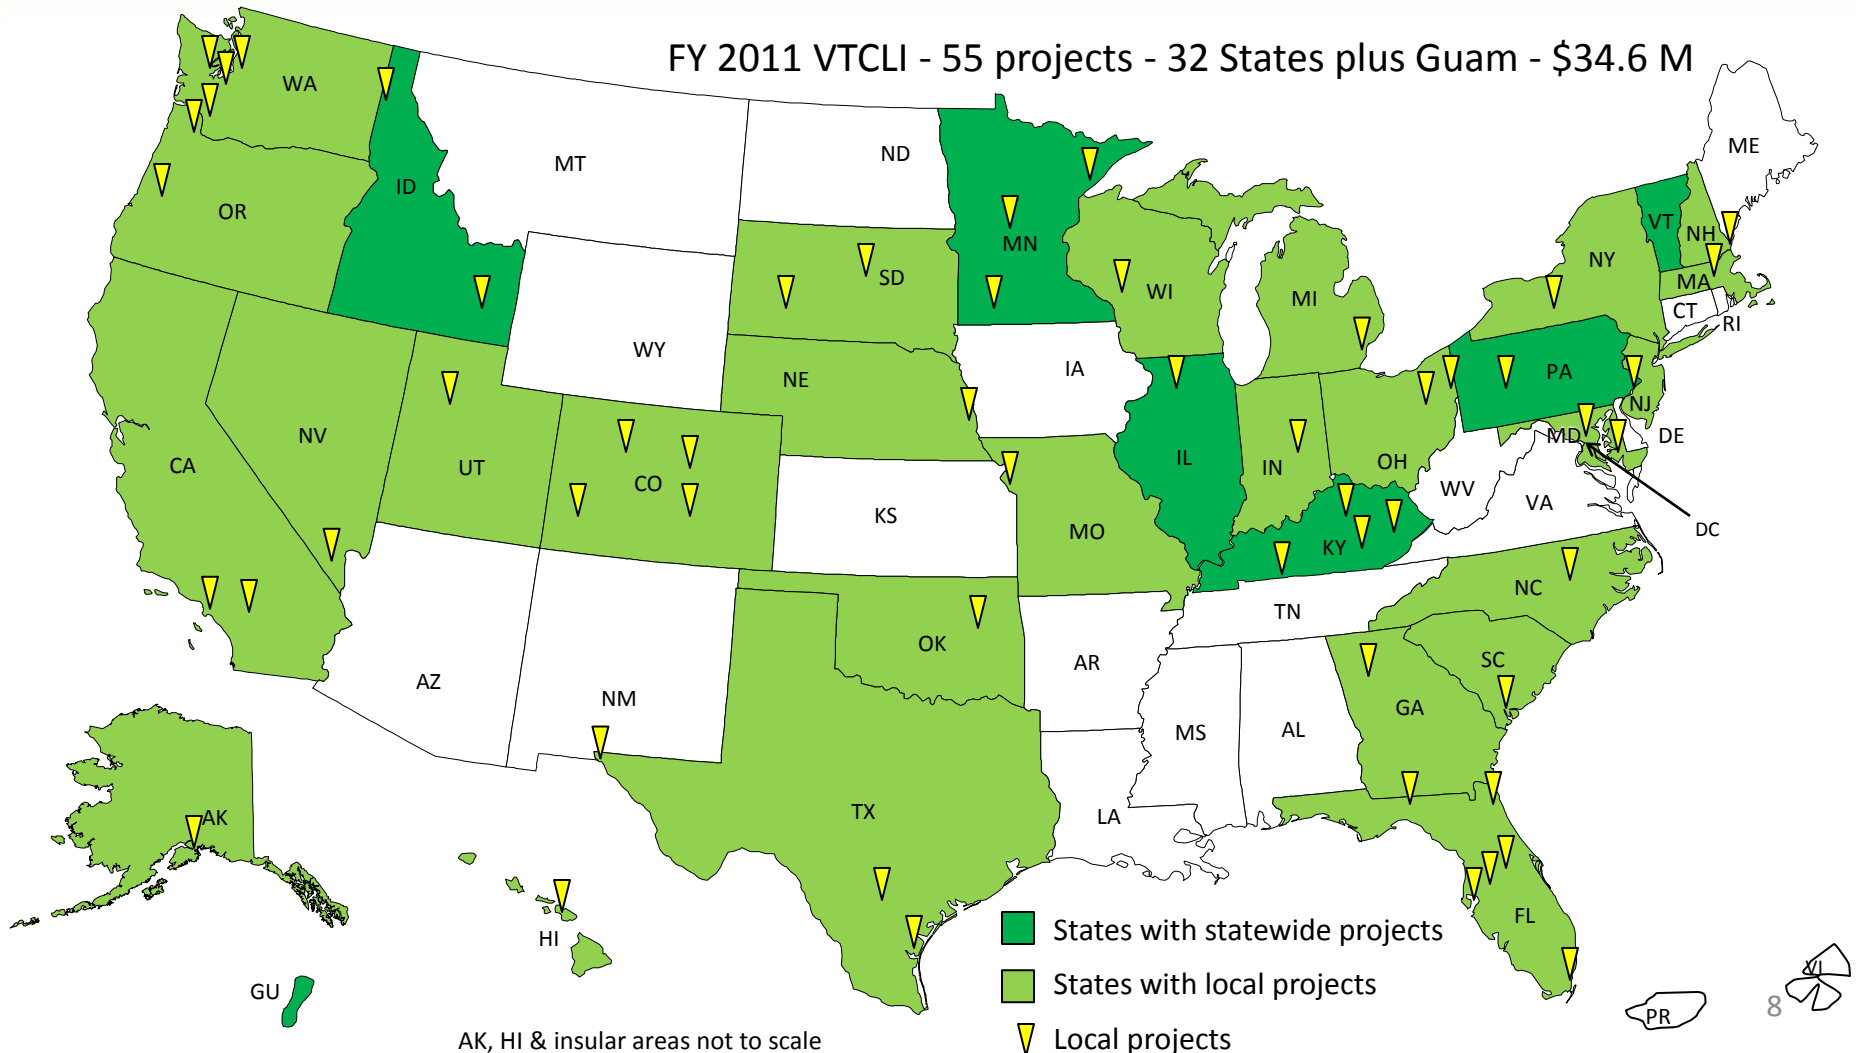 FY 2011 VTCLI - 55 projects - 32 States plus Guam - $34.6 M
WA
MT
ND
ME
ID
OR
MN
VT
NH
NY
SD
WI
MI
MA
CT
RI
WY
IA
PA
NE
NJ
NV
MD
DE
CA
UT
CO
IL
IN
OH
WV
VA
KS
MO
KY
DC
NC
TN
OK
AR
SC
AZ
NM
GA
MS
AL
TX
LA
AK
HI
FL
States with statewide projects
VI
GU
States with local projects
PR
8
AK, HI & insular areas not to scale
Local projects